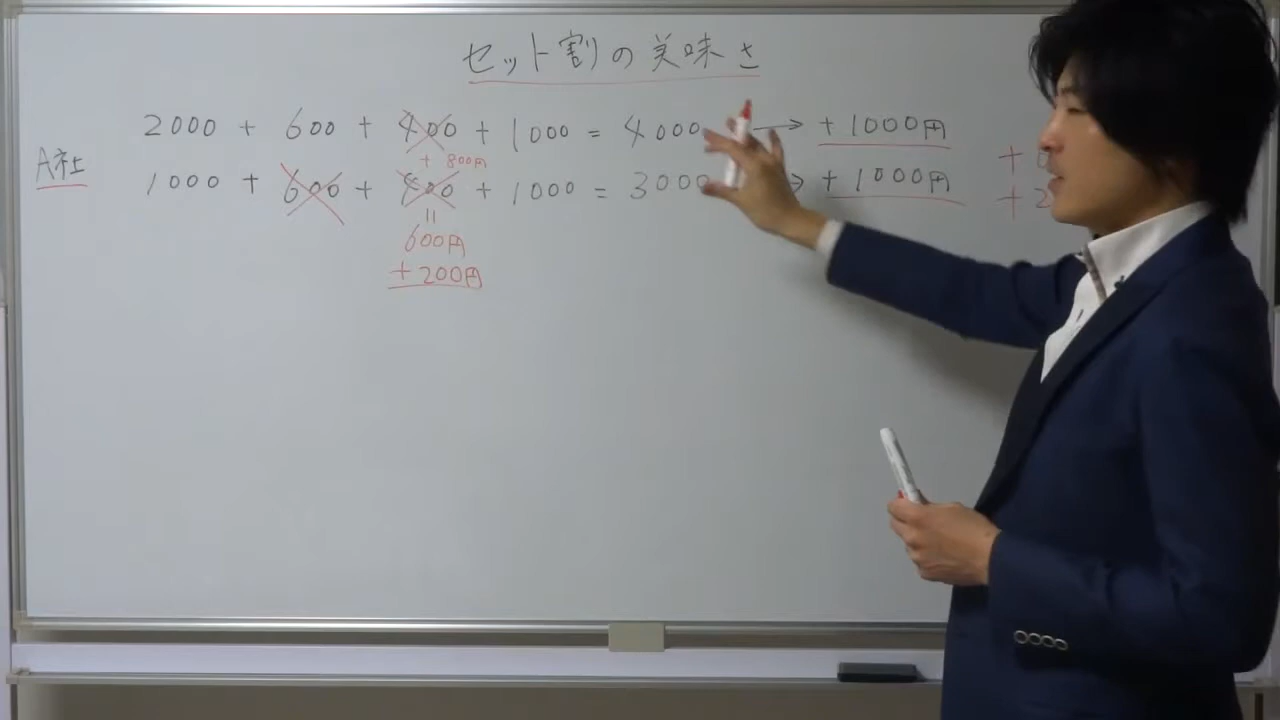 セット割の美味さ
2000 + 600 + 400 + 1000 = 4000 → +1000円
+ 800円
A社
1000 + 600 + 400 + 1000 = 3000 → +1000円
=
600円
+200円